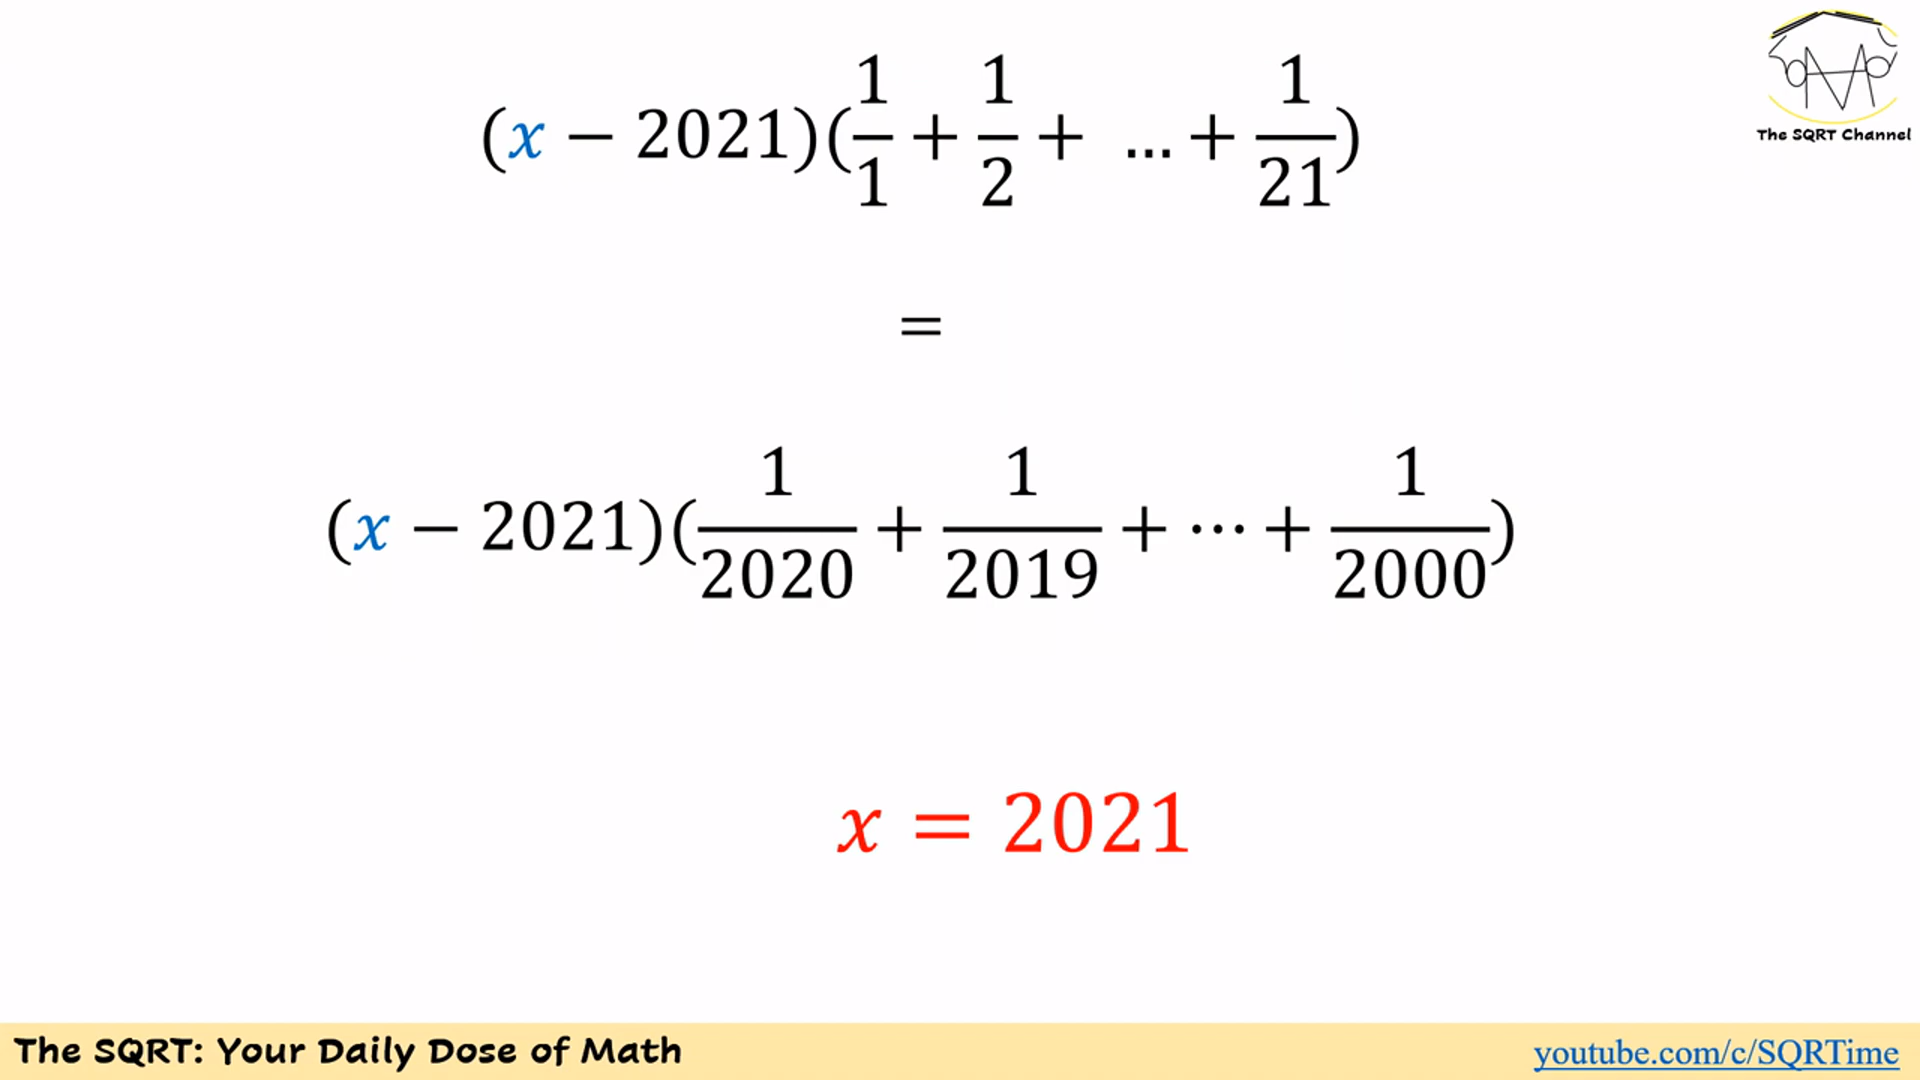 (x − 2021)(1/1 + 1/2 + ... + 1/21)
=
(x − 2021)(1/2020 + 1/2019 + ⋯ + 1/2000)
x = 2021
The SQRT Channel
The SQRT: Your Daily Dose of Math
youtube.com/c/SQRTime